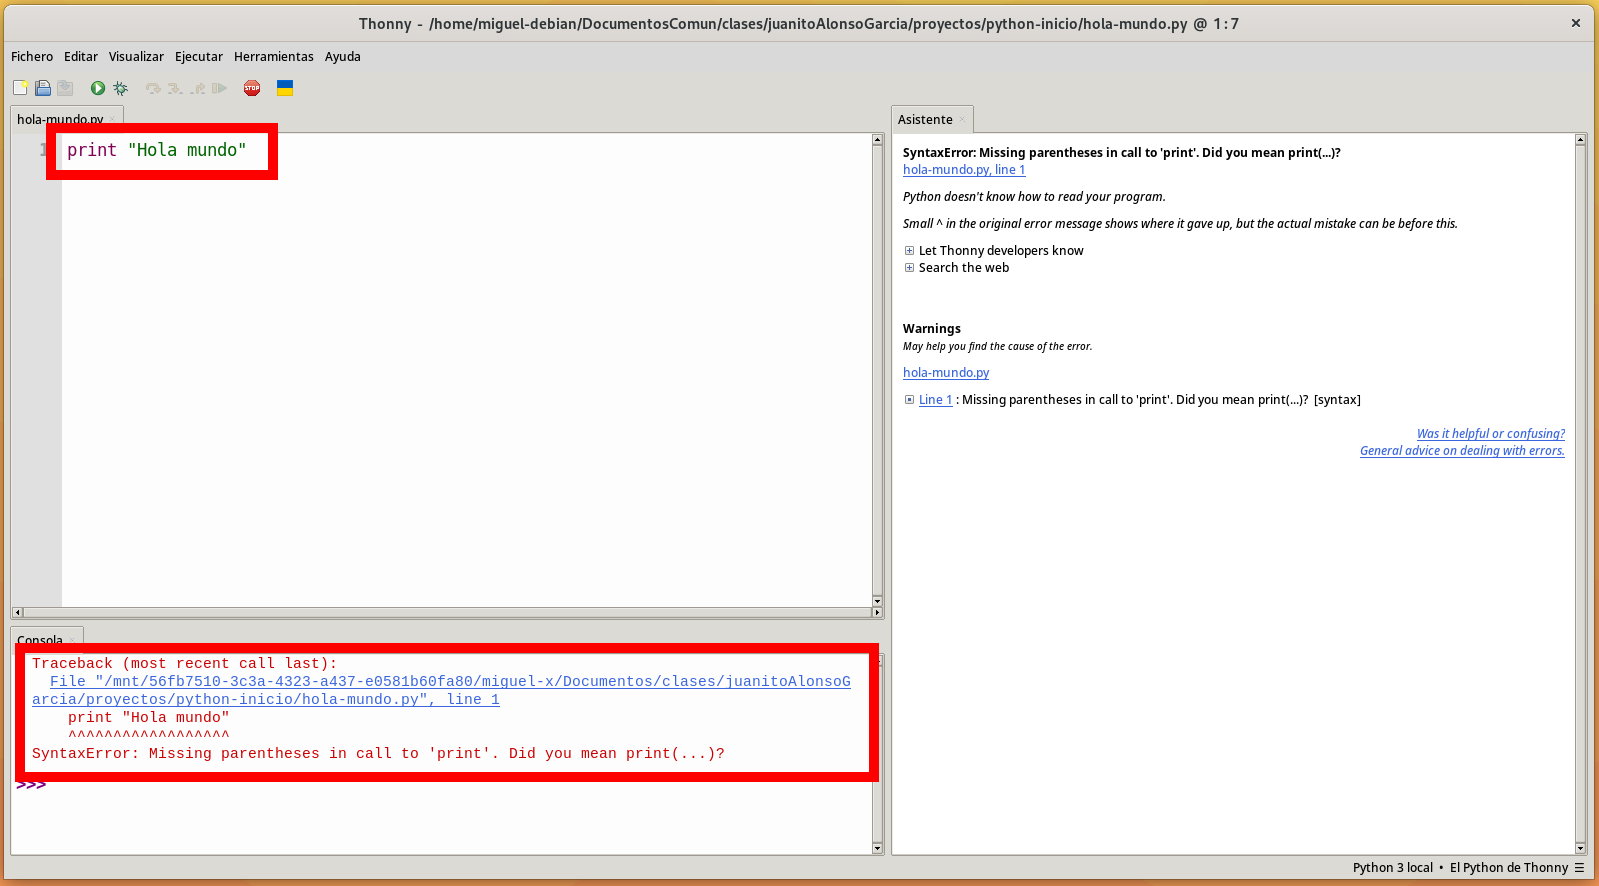 Thonny - /home/miguel-debian/DocumentosComun/clases/juanitoAlonsoGarcia/proyectos/python-inicio/hola-mundo.py @ 1:7
Fichero Editar Visualizar Ejecutar Herramientas Ayuda
STOP
hola-mundo.py
1 print "Hola mundo"
Consola
Traceback (most recent call last):
File "/mnt/56fb7510-3c3a-4323-a437-e0581b60fa80/miguel-x/Documentos/clases/juanitoAlonsoG
arcia/proyectos/python-inicio/hola-mundo.py", line 1
print "Hola mundo"
^^^^^^^^^^^^^^^^^^
SyntaxError: Missing parentheses in call to 'print'. Did you mean print(...)?
>>>
Asistente
SyntaxError: Missing parentheses in call to 'print'. Did you mean print(...)?
hola-mundo.py, line 1
Python doesn't know how to read your program.
Small ^ in the original error message shows where it gave up, but the actual mistake can be before this.
Let Thonny developers know
Search the web
Warnings
May help you find the cause of the error.
hola-mundo.py
Line 1 : Missing parentheses in call to 'print'. Did you mean print(...)? [syntax]
Was it helpful or confusing?
General advice on dealing with errors.
Python 3 local • El Python de Thonny ☰